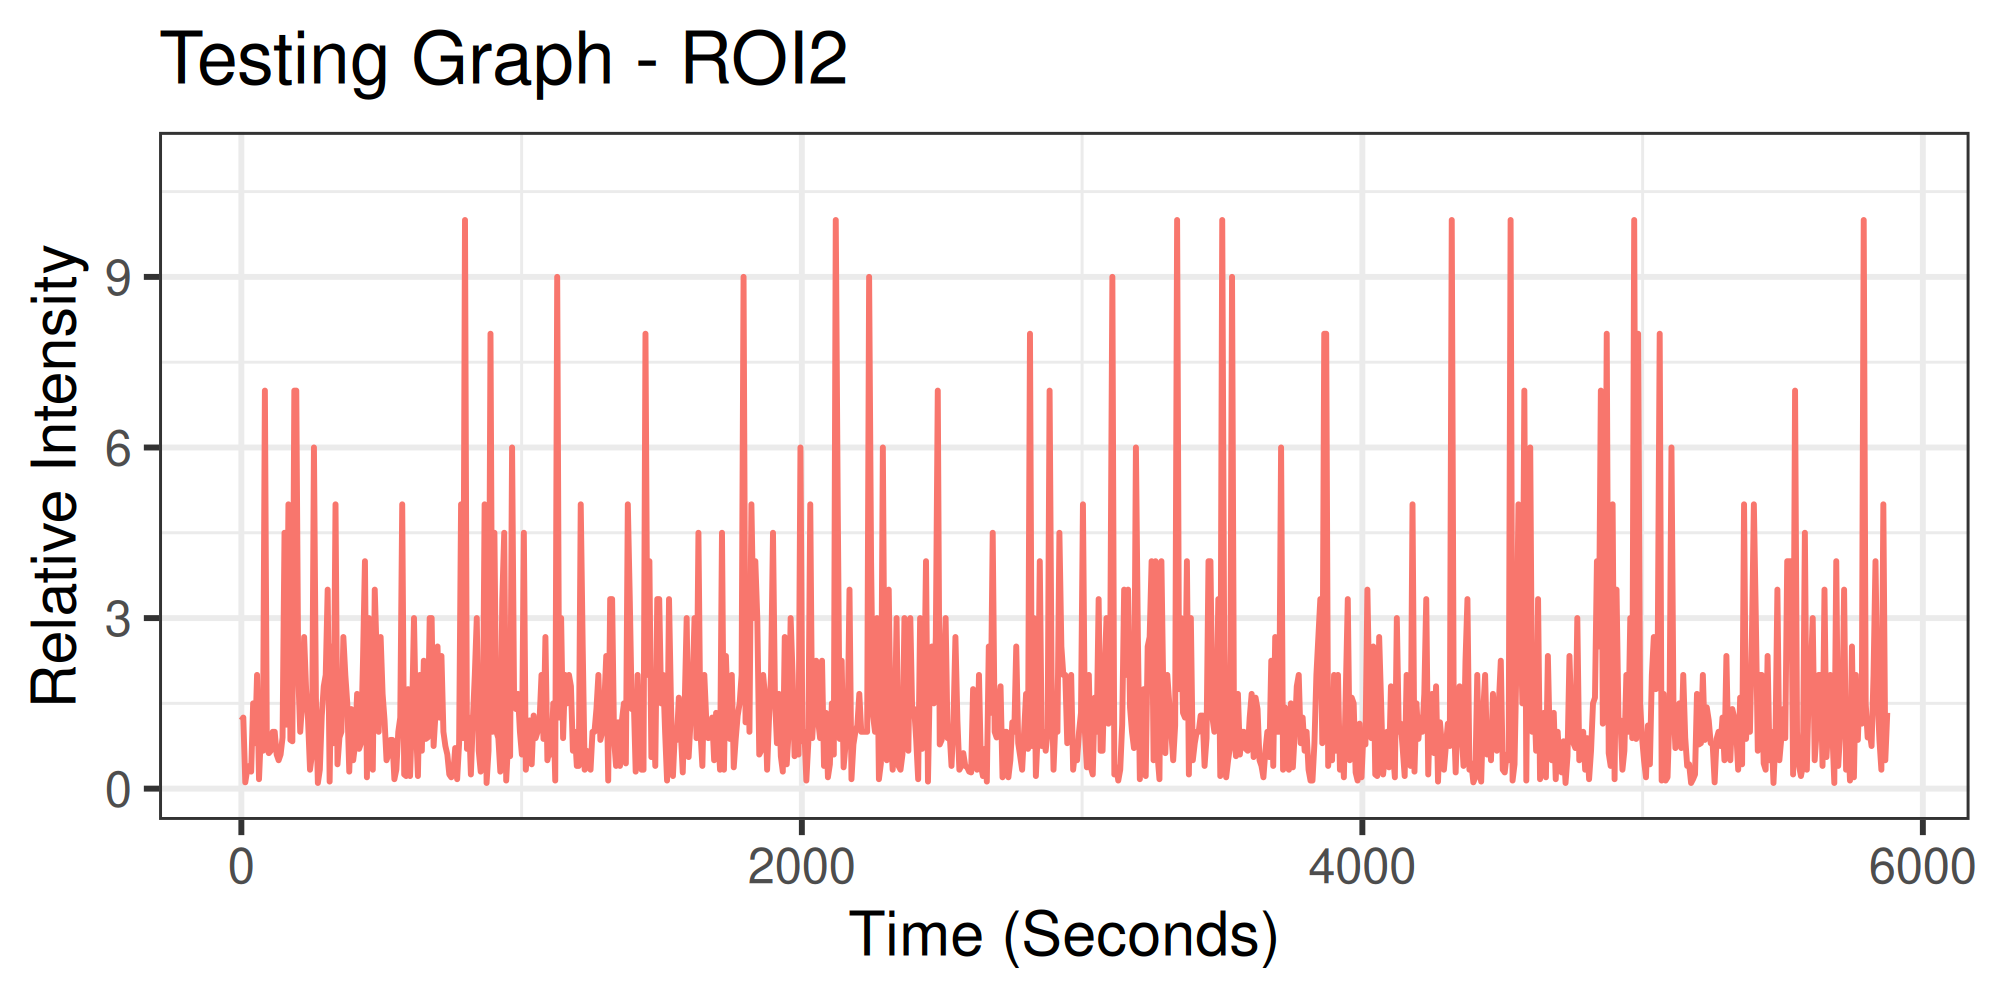 Testing Graph - ROI2
Relative Intensity
9
6
3
0
0 2000 4000 6000
Time (Seconds)